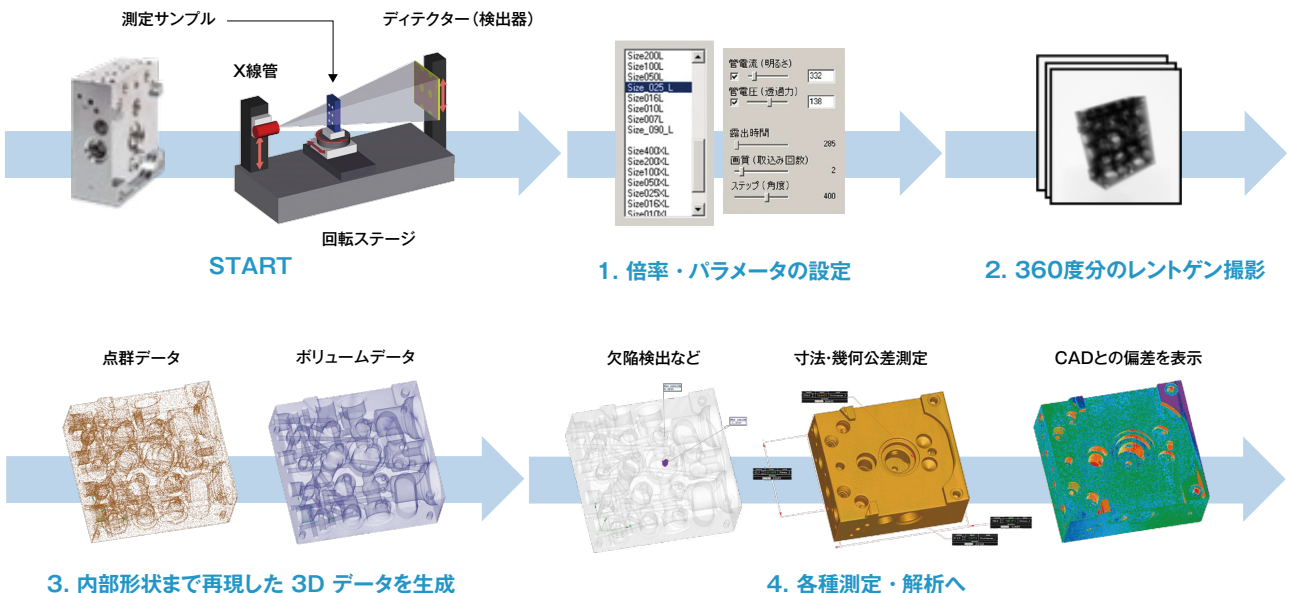 測定サンプル
ディテクター（検出器）
X線管
回転ステージ
START
Size200L
Size100L
Size050L
Size_025_L
Size016L
Size010L
Size007L
Size_090_L
Size400XL
Size200XL
Size100XL
Size050XL
Size025XL
Size016XL
Size010XL
管電流（明るさ）
332
管電圧（透過力）
138
露出時間
285
画質（取込み回数）
2
ステップ（角度）
400
1. 倍率・パラメータの設定
2. 360度分のレントゲン撮影
点群データ
ボリュームデータ
3. 内部形状まで再現した 3D データを生成
欠陥検出など
寸法・幾何公差測定
CADとの偏差を表示
4. 各種測定・解析へ